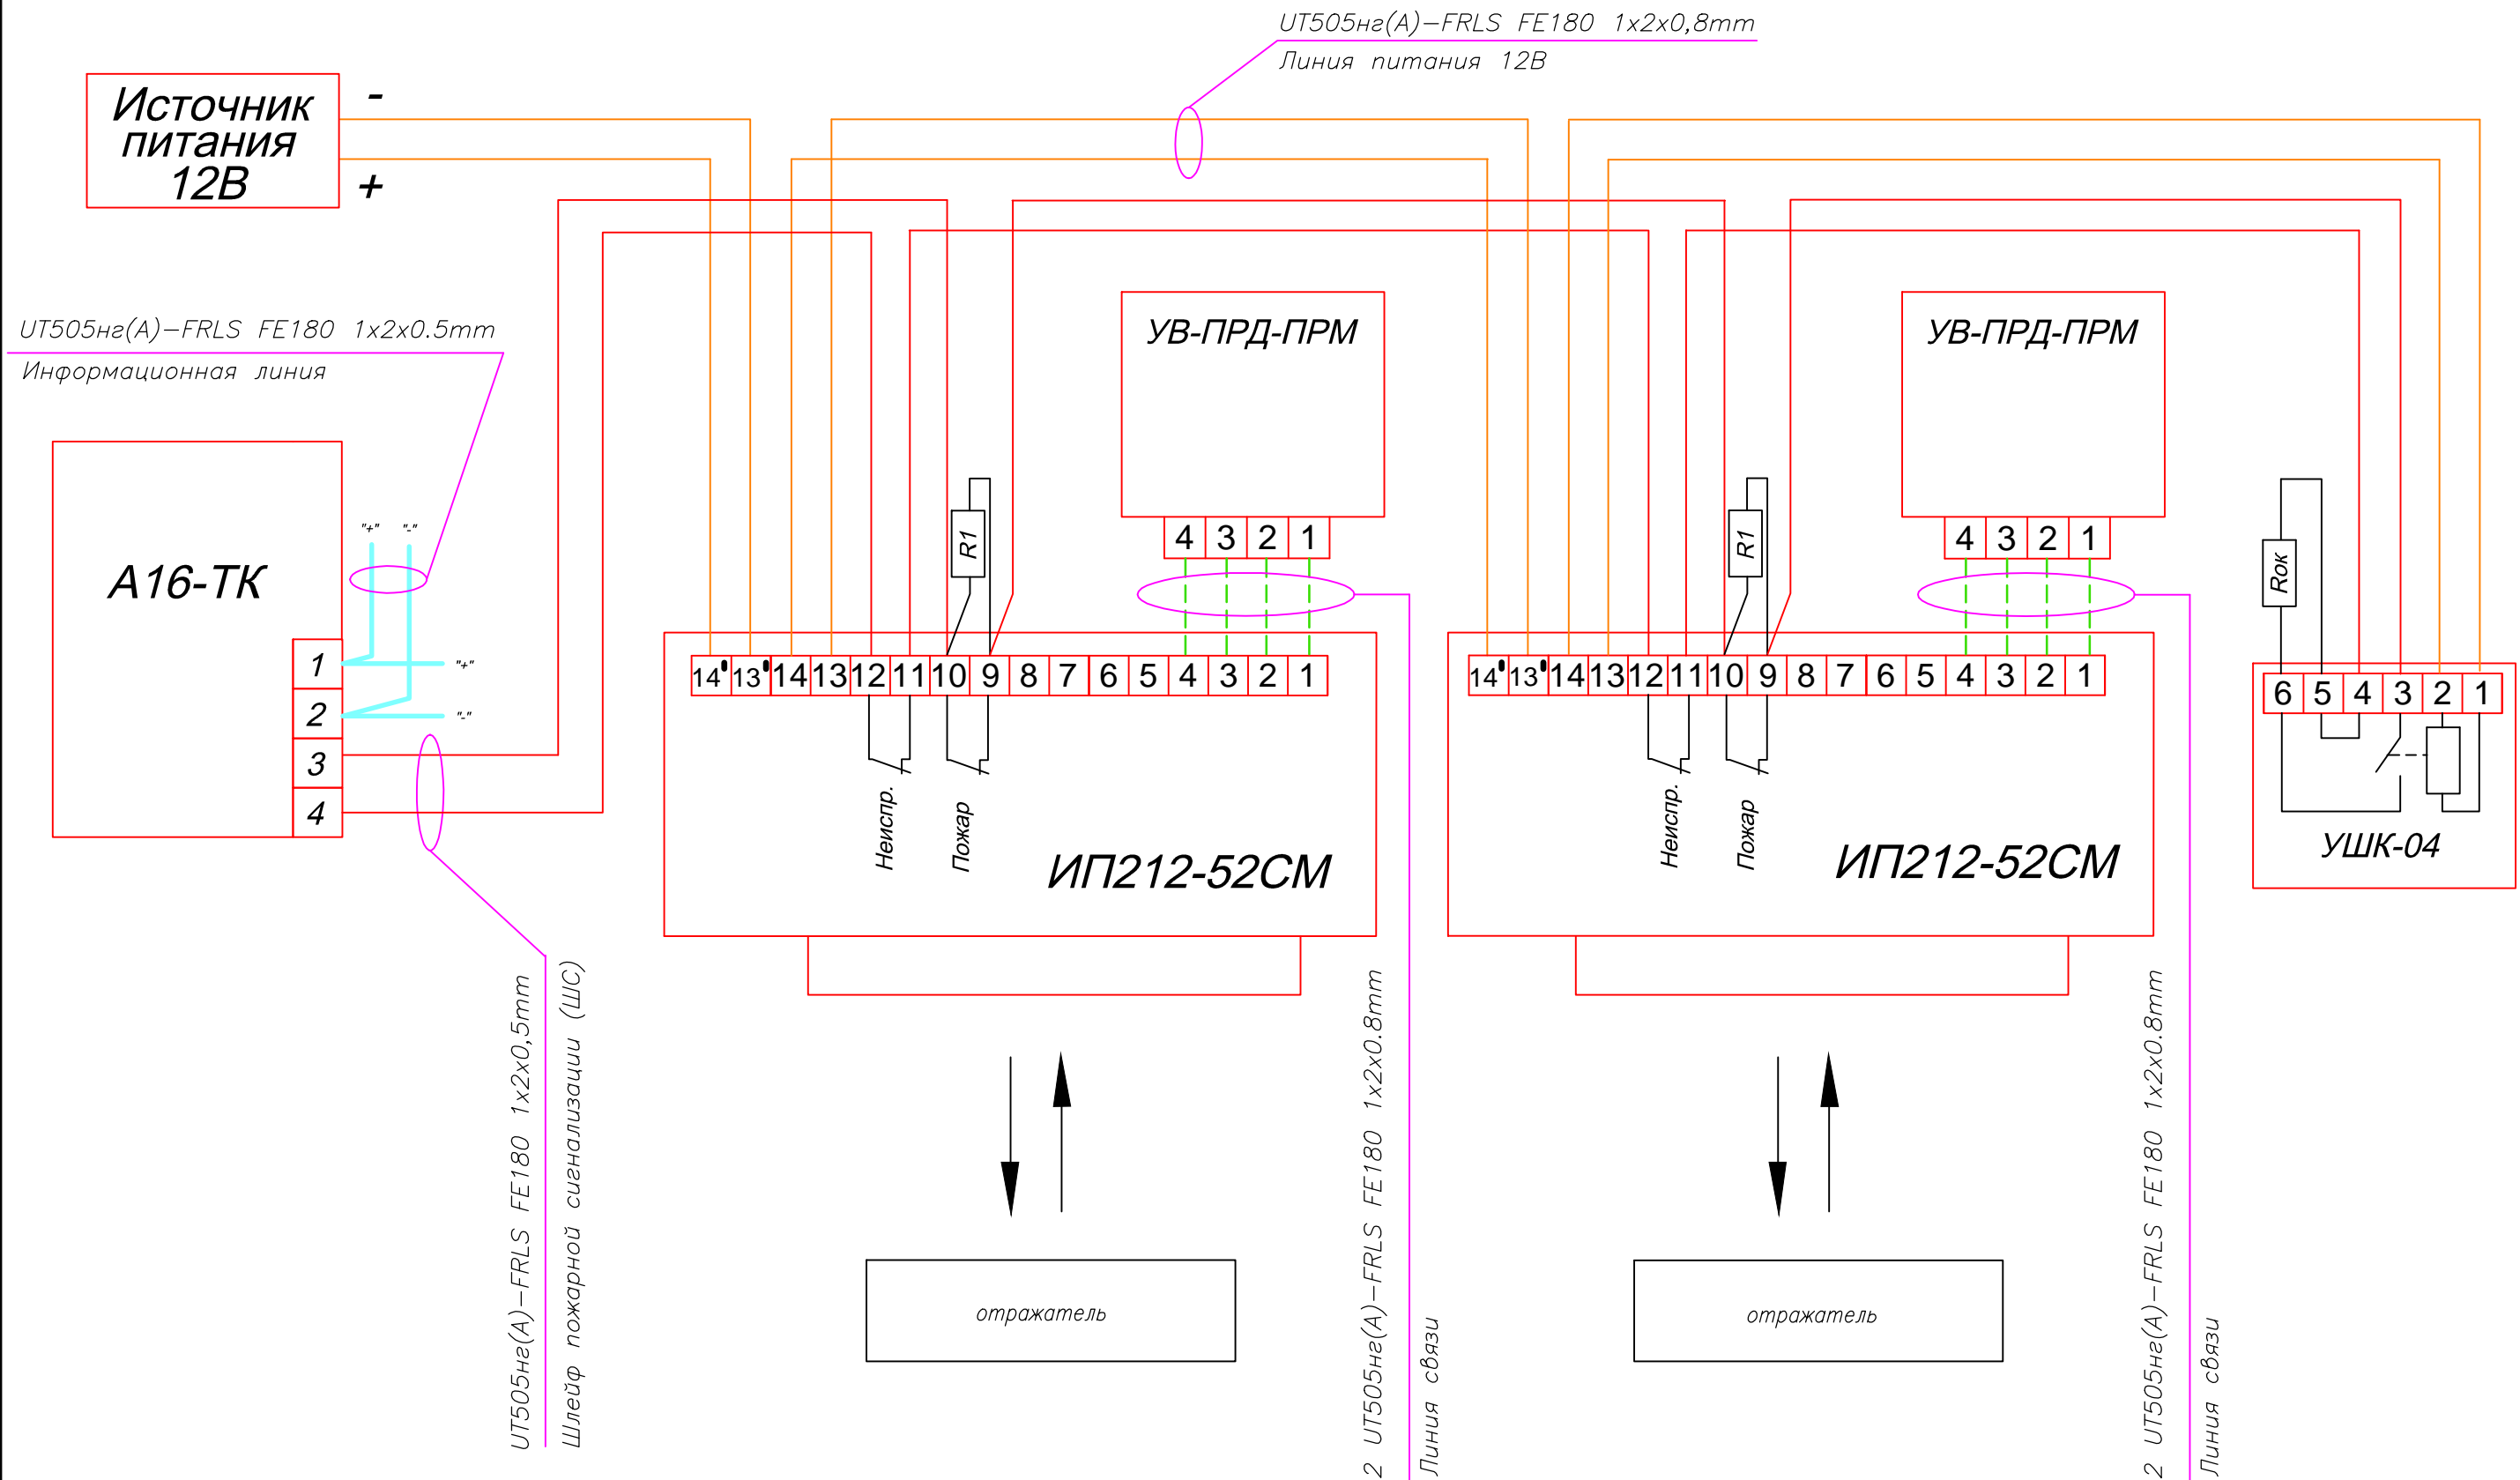 UT505нг(А)-FRLS FE180 1x2x0,8mm
Линия питания 12В
Источник
питания
12В
-
+
UT505нг(А)-FRLS FE180 1x2x0.5mm
Информационная линия
УВ-ПРД-ПРМ
4 3 2 1
УВ-ПРД-ПРМ
4 3 2 1
А16-ТК
"+" "-"
1
2
3
4
"+"
"-"
R1
R1
Rок
14' 13' 14 13 12 11 10 9 8 7 6 5 4 3 2 1
Неиспр.
Пожар
ИП212-52СМ
14' 13' 14 13 12 11 10 9 8 7 6 5 4 3 2 1
Неиспр.
Пожар
ИП212-52СМ
6 5 4 3 2 1
УШК-04
UT505нг(А)-FRLS FE180 1x2x0,5mm
Шлейф пожарной сигнализации (ШС)
отражатель
2 UT505нг(А)-FRLS FE180 1x2x0.8mm
Линия связи
отражатель
2 UT505нг(А)-FRLS FE180 1x2x0.8mm
Линия связи